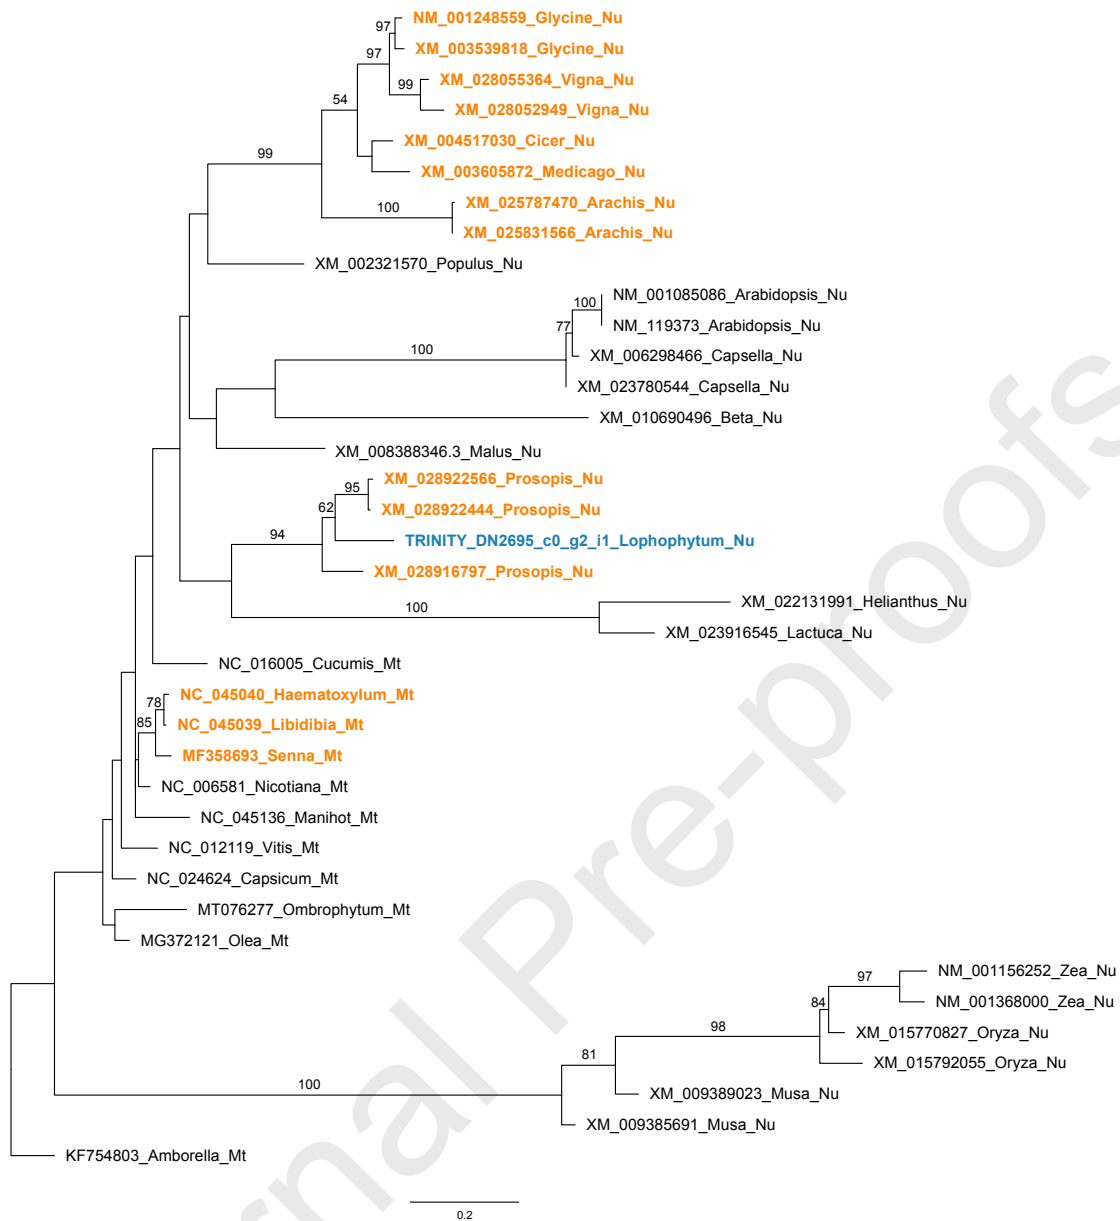 NM_001248559_Glycine_Nu
97
XM_003539818_Glycine_Nu
97
XM_028055364_Vigna_Nu
99
XM_028052949_Vigna_Nu
54
XM_004517030_Cicer_Nu
99
XM_003605872_Medicago_Nu
XM_025787470_Arachis_Nu
100
XM_025831566_Arachis_Nu
XM_002321570_Populus_Nu
NM_001085086_Arabidopsis_Nu
100
NM_119373_Arabidopsis_Nu
77
100
XM_006298466_Capsella_Nu
XM_023780544_Capsella_Nu
XM_010690496_Beta_Nu
XM_008388346.3_Malus_Nu
XM_028922566_Prosopis_Nu
95
XM_028922444_Prosopis_Nu
62
TRINITY_DN2695_c0_g2_i1_Lophophytum_Nu
94
XM_028916797_Prosopis_Nu
XM_022131991_Helianthus_Nu
100
XM_023916545_Lactuca_Nu
NC_016005_Cucumis_Mt
NC_045040_Haematoxylum_Mt
78
NC_045039_Libidibia_Mt
85
MF358693_Senna_Mt
NC_006581_Nicotiana_Mt
NC_045136_Manihot_Mt
NC_012119_Vitis_Mt
NC_024624_Capsicum_Mt
MT076277_Ombrophytum_Mt
MG372121_Olea_Mt
NM_001156252_Zea_Nu
97
NM_001368000_Zea_Nu
84
XM_015770827_Oryza_Nu
98
XM_015792055_Oryza_Nu
81
XM_009389023_Musa_Nu
100
XM_009385691_Musa_Nu
KF754803_Amborella_Mt
0.2
rnal Pre-proofs